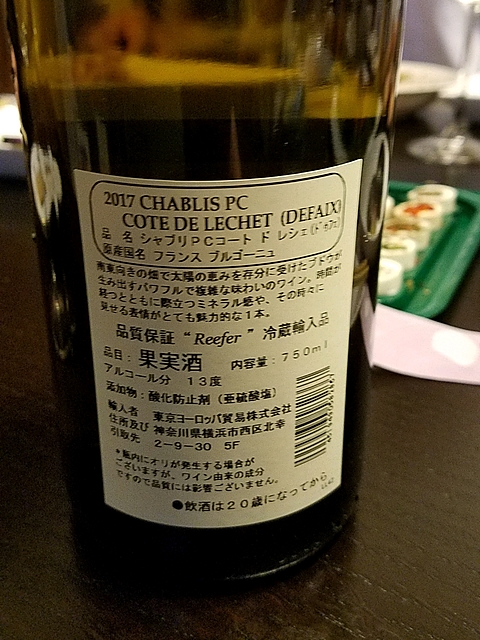 2017 CHABLIS PC
COTE DE LECHET (DEFAIX)
品 名 シャブリPCコート ド レシェ(ドゥフェ)
原産国名 フランス ブルゴーニュ
南東向きの畑で太陽の恵みを存分に受けたブドウが
生み出すパワフルで複雑な味わいのワイン。時間が
経つとともに際立つミネラル感や、その時々に
見せる表情がとても魅力的な1本。
品質保証 “Reefer” 冷蔵輸入品
品目：果実酒 内容量：750ml
アルコール分 13度
添加物：酸化防止剤（亜硫酸塩）
輸入者 東京ヨーロッパ貿易株式会社
住所及び 神奈川県横浜市西区北幸
引取先 2-9-30 5F
*瓶内にオリが発生する場合が
ございますが、ワイン由来の成分
ですので品質には影響ございません。
●飲酒は20歳になってから